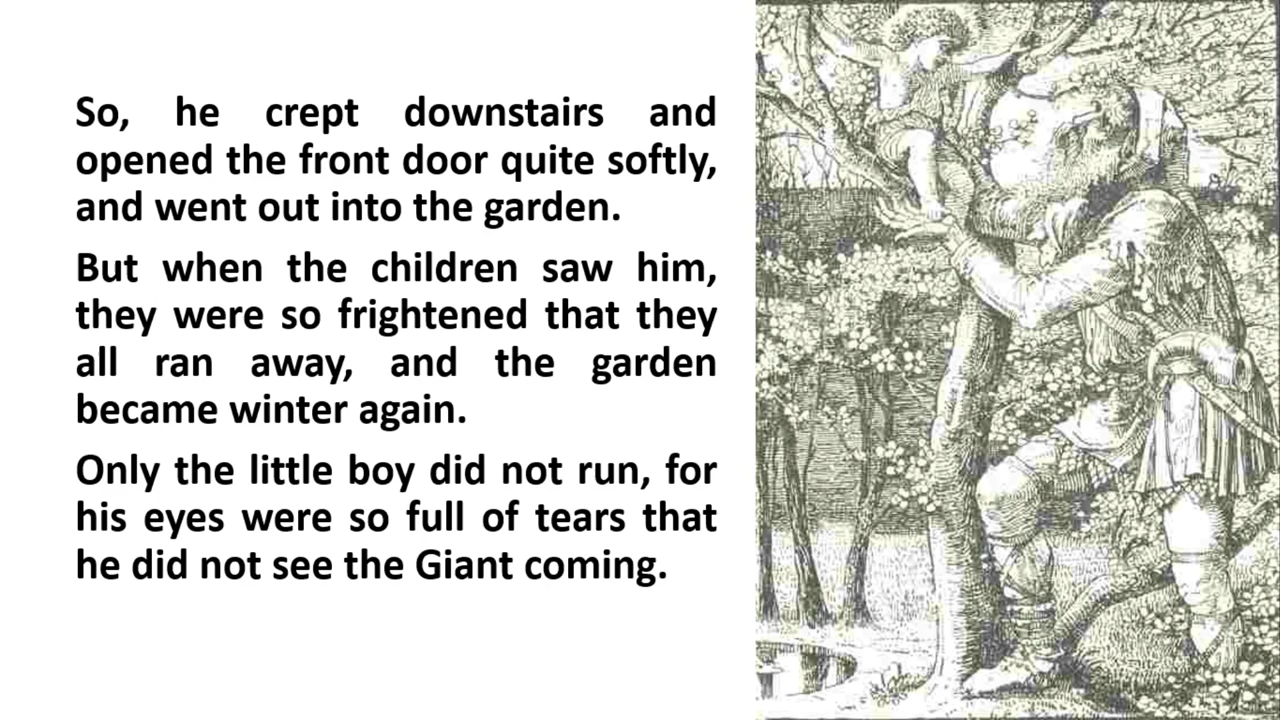 So, he crept downstairs and
opened the front door quite softly,
and went out into the garden.
But when the children saw him,
they were so frightened that they
all ran away, and the garden
became winter again.
Only the little boy did not run, for
his eyes were so full of tears that
he did not see the Giant coming.